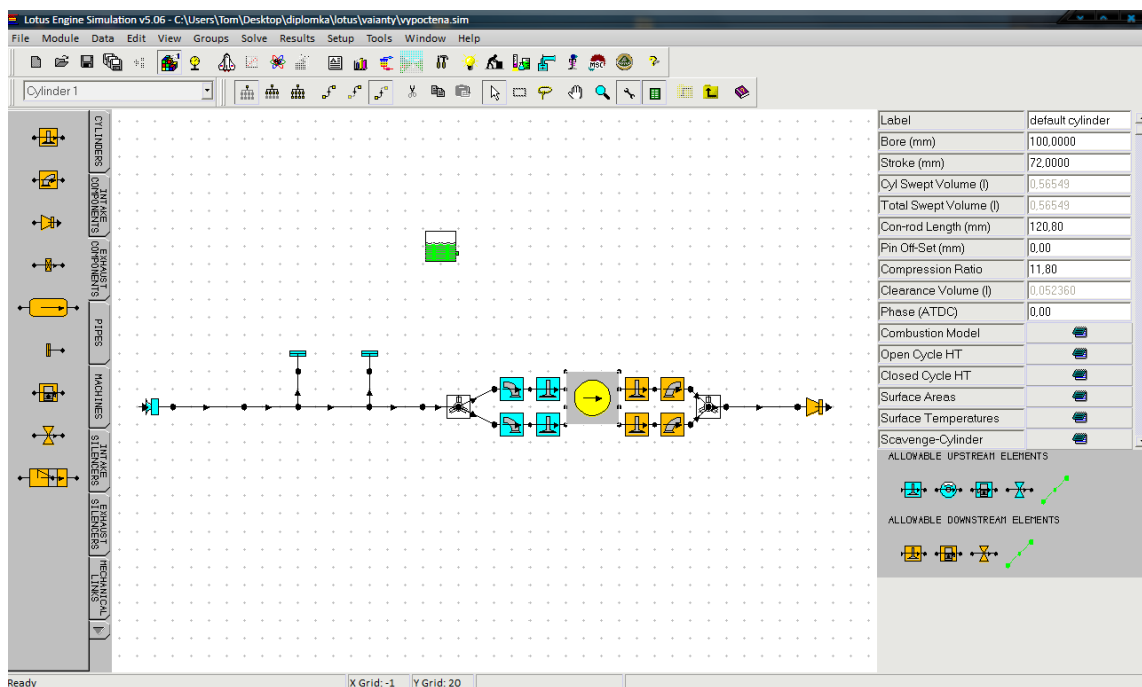 Lotus Engine Simulation v5.06 - C:\Users\Tom\Desktop\diplomka\lotus\vaianty\vypoctena.sim
File Module Data Edit View Groups Solve Results Setup Tools Window Help
Cylinder 1
CYLINDERS
INTAKE
COMPONENTS
EXHAUST
COMPONENTS
PIPES
MACHINES
INTAKE
SILENCERS
EXHAUST
SILENCERS
MECHANICAL
LINKS
Label default cylinder
Bore (mm) 100,0000
Stroke (mm) 72,0000
Cyl Swept Volume (l) 0,56549
Total Swept Volume (l) 0,56549
Con-rod Length (mm) 120,80
Pin Off-Set (mm) 0,00
Compression Ratio 11,80
Clearance Volume (l) 0,052360
Phase (ATDC) 0,00
Combustion Model
Open Cycle HT
Closed Cycle HT
Surface Areas
Surface Temperatures
Scavenge-Cylinder
ALLOWABLE UPSTREAM ELEMENTS
ALLOWABLE DOWNSTREAM ELEMENTS
Ready X Grid: -1 Y Grid: 20